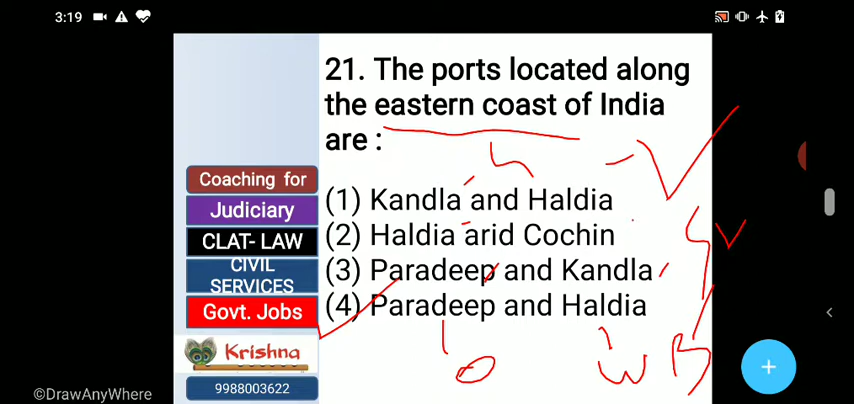 3:19
21. The ports located along
the eastern coast of India
are :
Coaching for
Judiciary
CLAT- LAW
CIVIL
SERVICES
Govt. Jobs
Krishna
9988003622
(1) Kandla and Haldia
(2) Haldia arid Cochin
(3) Paradeep and Kandla
(4) Paradeep and Haldia
O
WB
©DrawAnyWhere